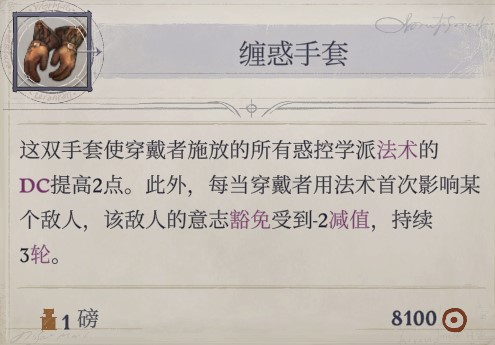 缠惑手套
这双手套使穿戴者施放的所有惑控学派法术的
DC提高2点。此外，每当穿戴者用法术首次影响某
个敌人，该敌人的意志豁免受到-2减值，持续
3轮。
1 磅
8100